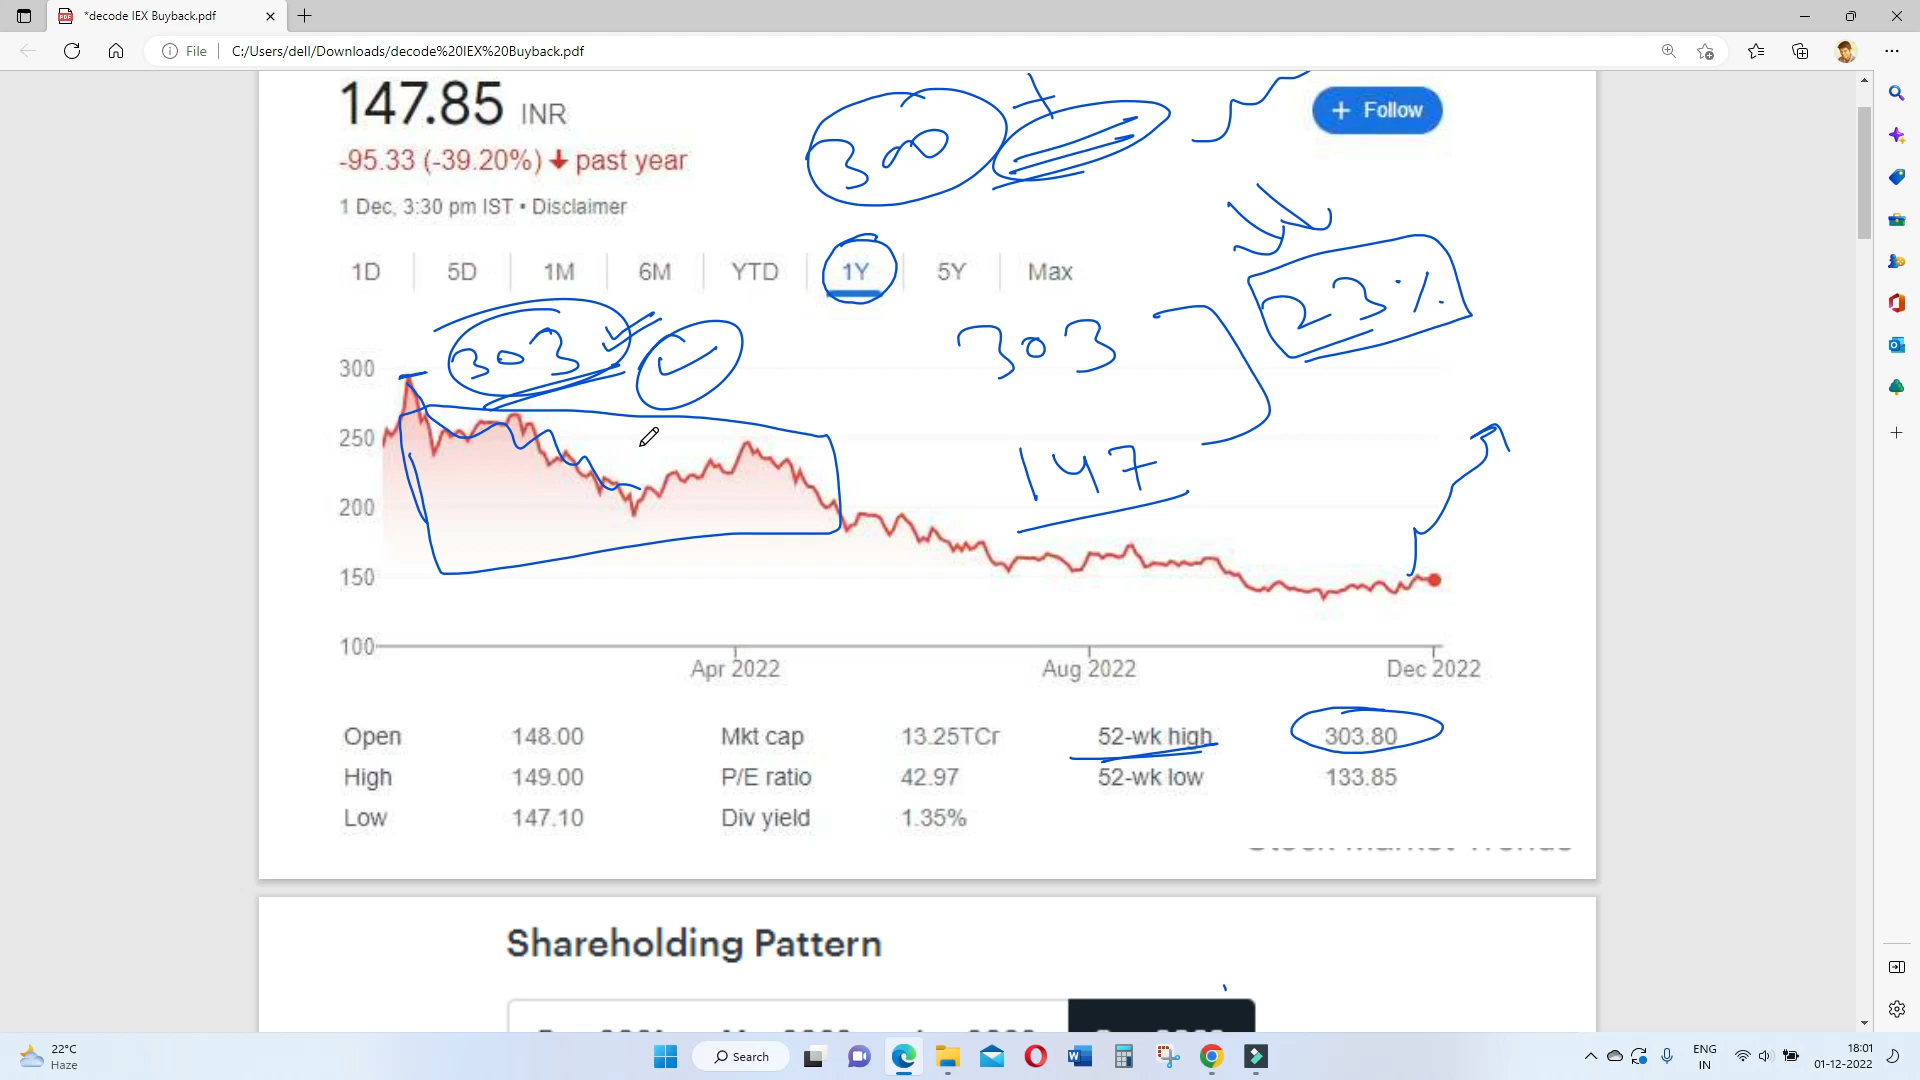 *decode IEX Buyback.pdf
File C:/Users/dell/Downloads/decode%20IEX%20Buyback.pdf
147.85 INR
-95.33 (-39.20%) past year
1 Dec, 3:30 pm IST • Disclaimer
300
+ Follow
1D 5D 1M 6M YTD 1Y 5Y Max
23%
303
303
147
300
250
200
150
100
Apr 2022 Aug 2022 Dec 2022
Open 148.00 Mkt cap 13.25TCr 52-wk high 303.80
High 149.00 P/E ratio 42.97 52-wk low 133.85
Low 147.10 Div yield 1.35%
Shareholding Pattern
22°C
Haze
Search
ENG
IN
18:01
01-12-2022